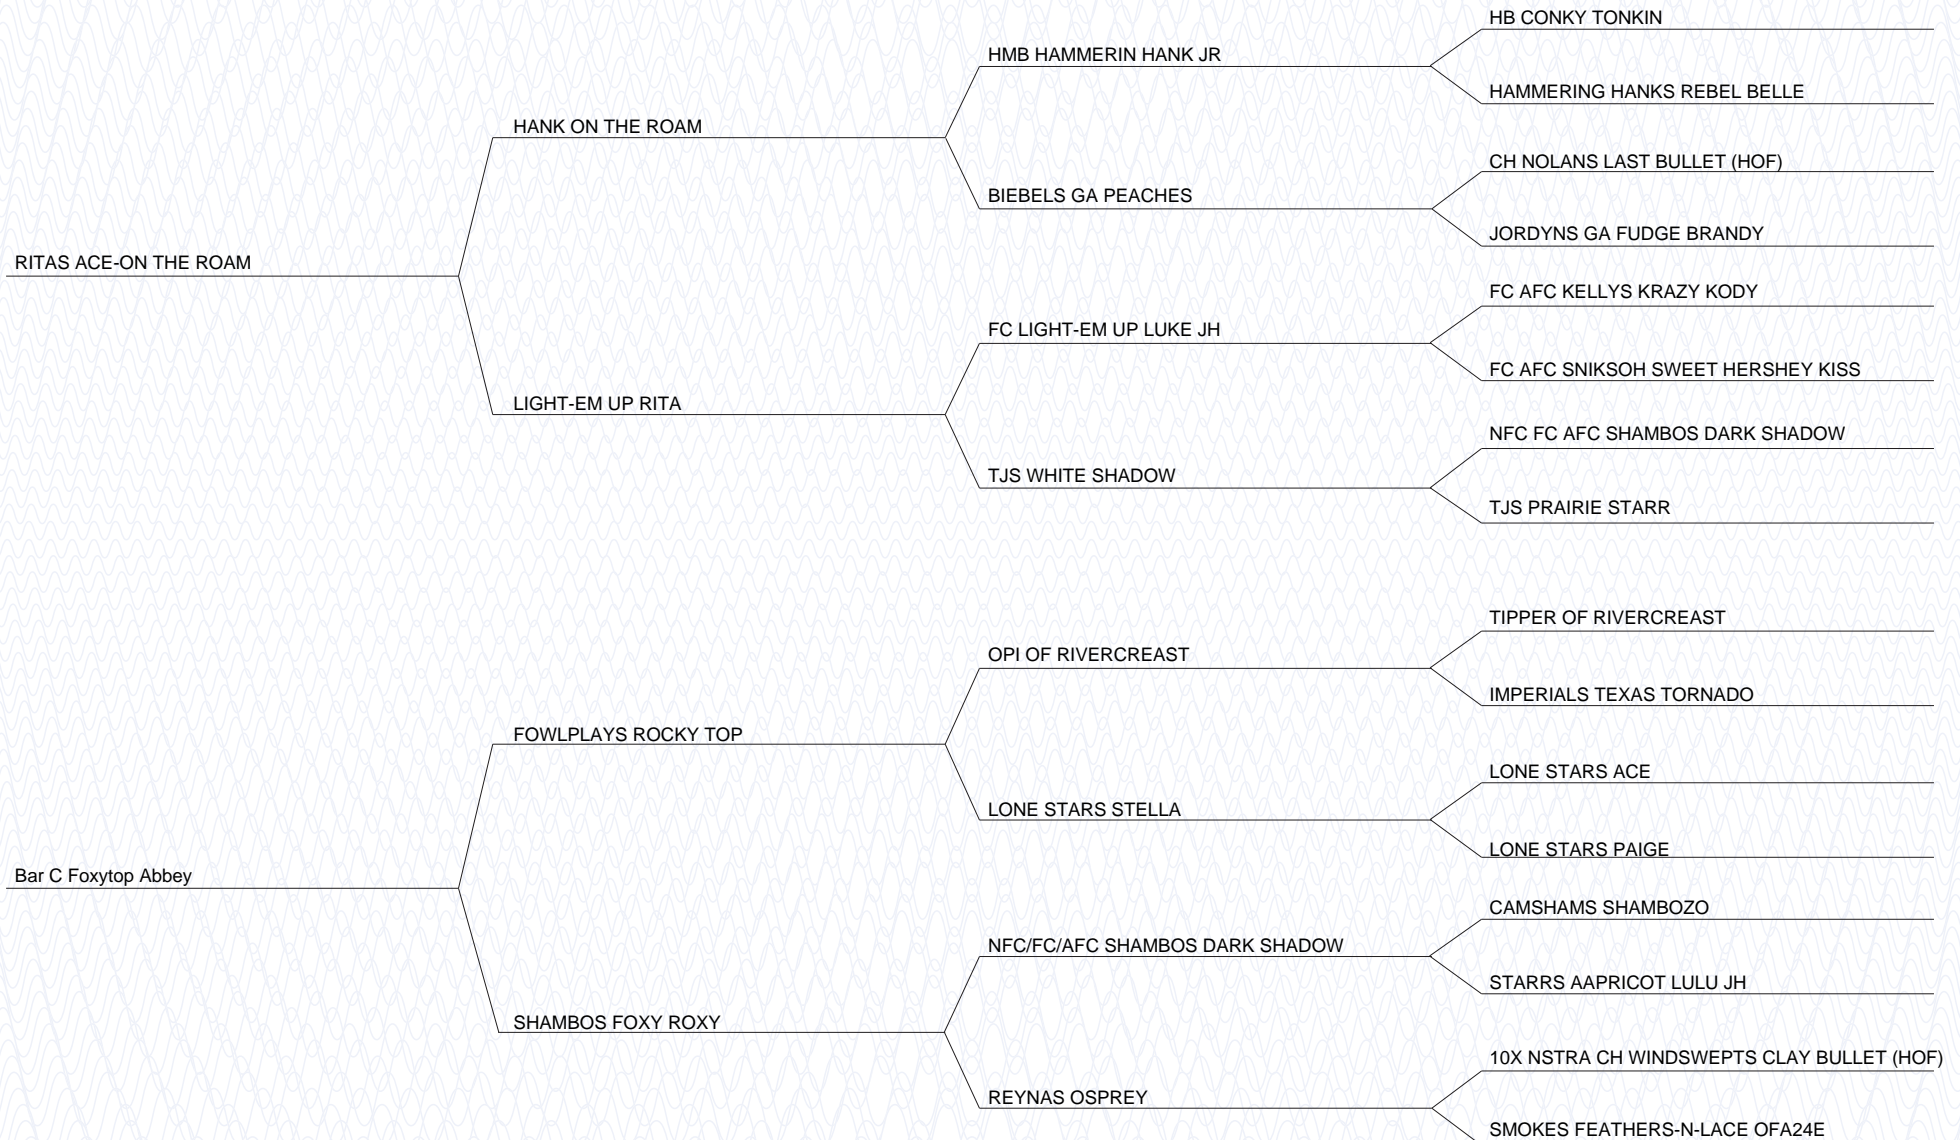 HB CONKY TONKIN
HMB HAMMERIN HANK JR
HAMMERING HANKS REBEL BELLE
HANK ON THE ROAM
CH NOLANS LAST BULLET (HOF)
BIEBELS GA PEACHES
JORDYNS GA FUDGE BRANDY
RITAS ACE-ON THE ROAM
FC AFC KELLYS KRAZY KODY
FC LIGHT-EM UP LUKE JH
FC AFC SNIKSOH SWEET HERSHEY KISS
LIGHT-EM UP RITA
NFC FC AFC SHAMBOS DARK SHADOW
TJS WHITE SHADOW
TJS PRAIRIE STARR
TIPPER OF RIVERCREAST
OPI OF RIVERCREAST
IMPERIALS TEXAS TORNADO
FOWLPLAYS ROCKY TOP
LONE STARS ACE
LONE STARS STELLA
LONE STARS PAIGE
Bar C Foxytop Abbey
CAMSHAMS SHAMBOZO
NFC/FC/AFC SHAMBOS DARK SHADOW
STARRS AAPRICOT LULU JH
SHAMBOS FOXY ROXY
10X NSTRA CH WINDSWEPTS CLAY BULLET (HOF)
REYNAS OSPREY
SMOKES FEATHERS-N-LACE OFA24E